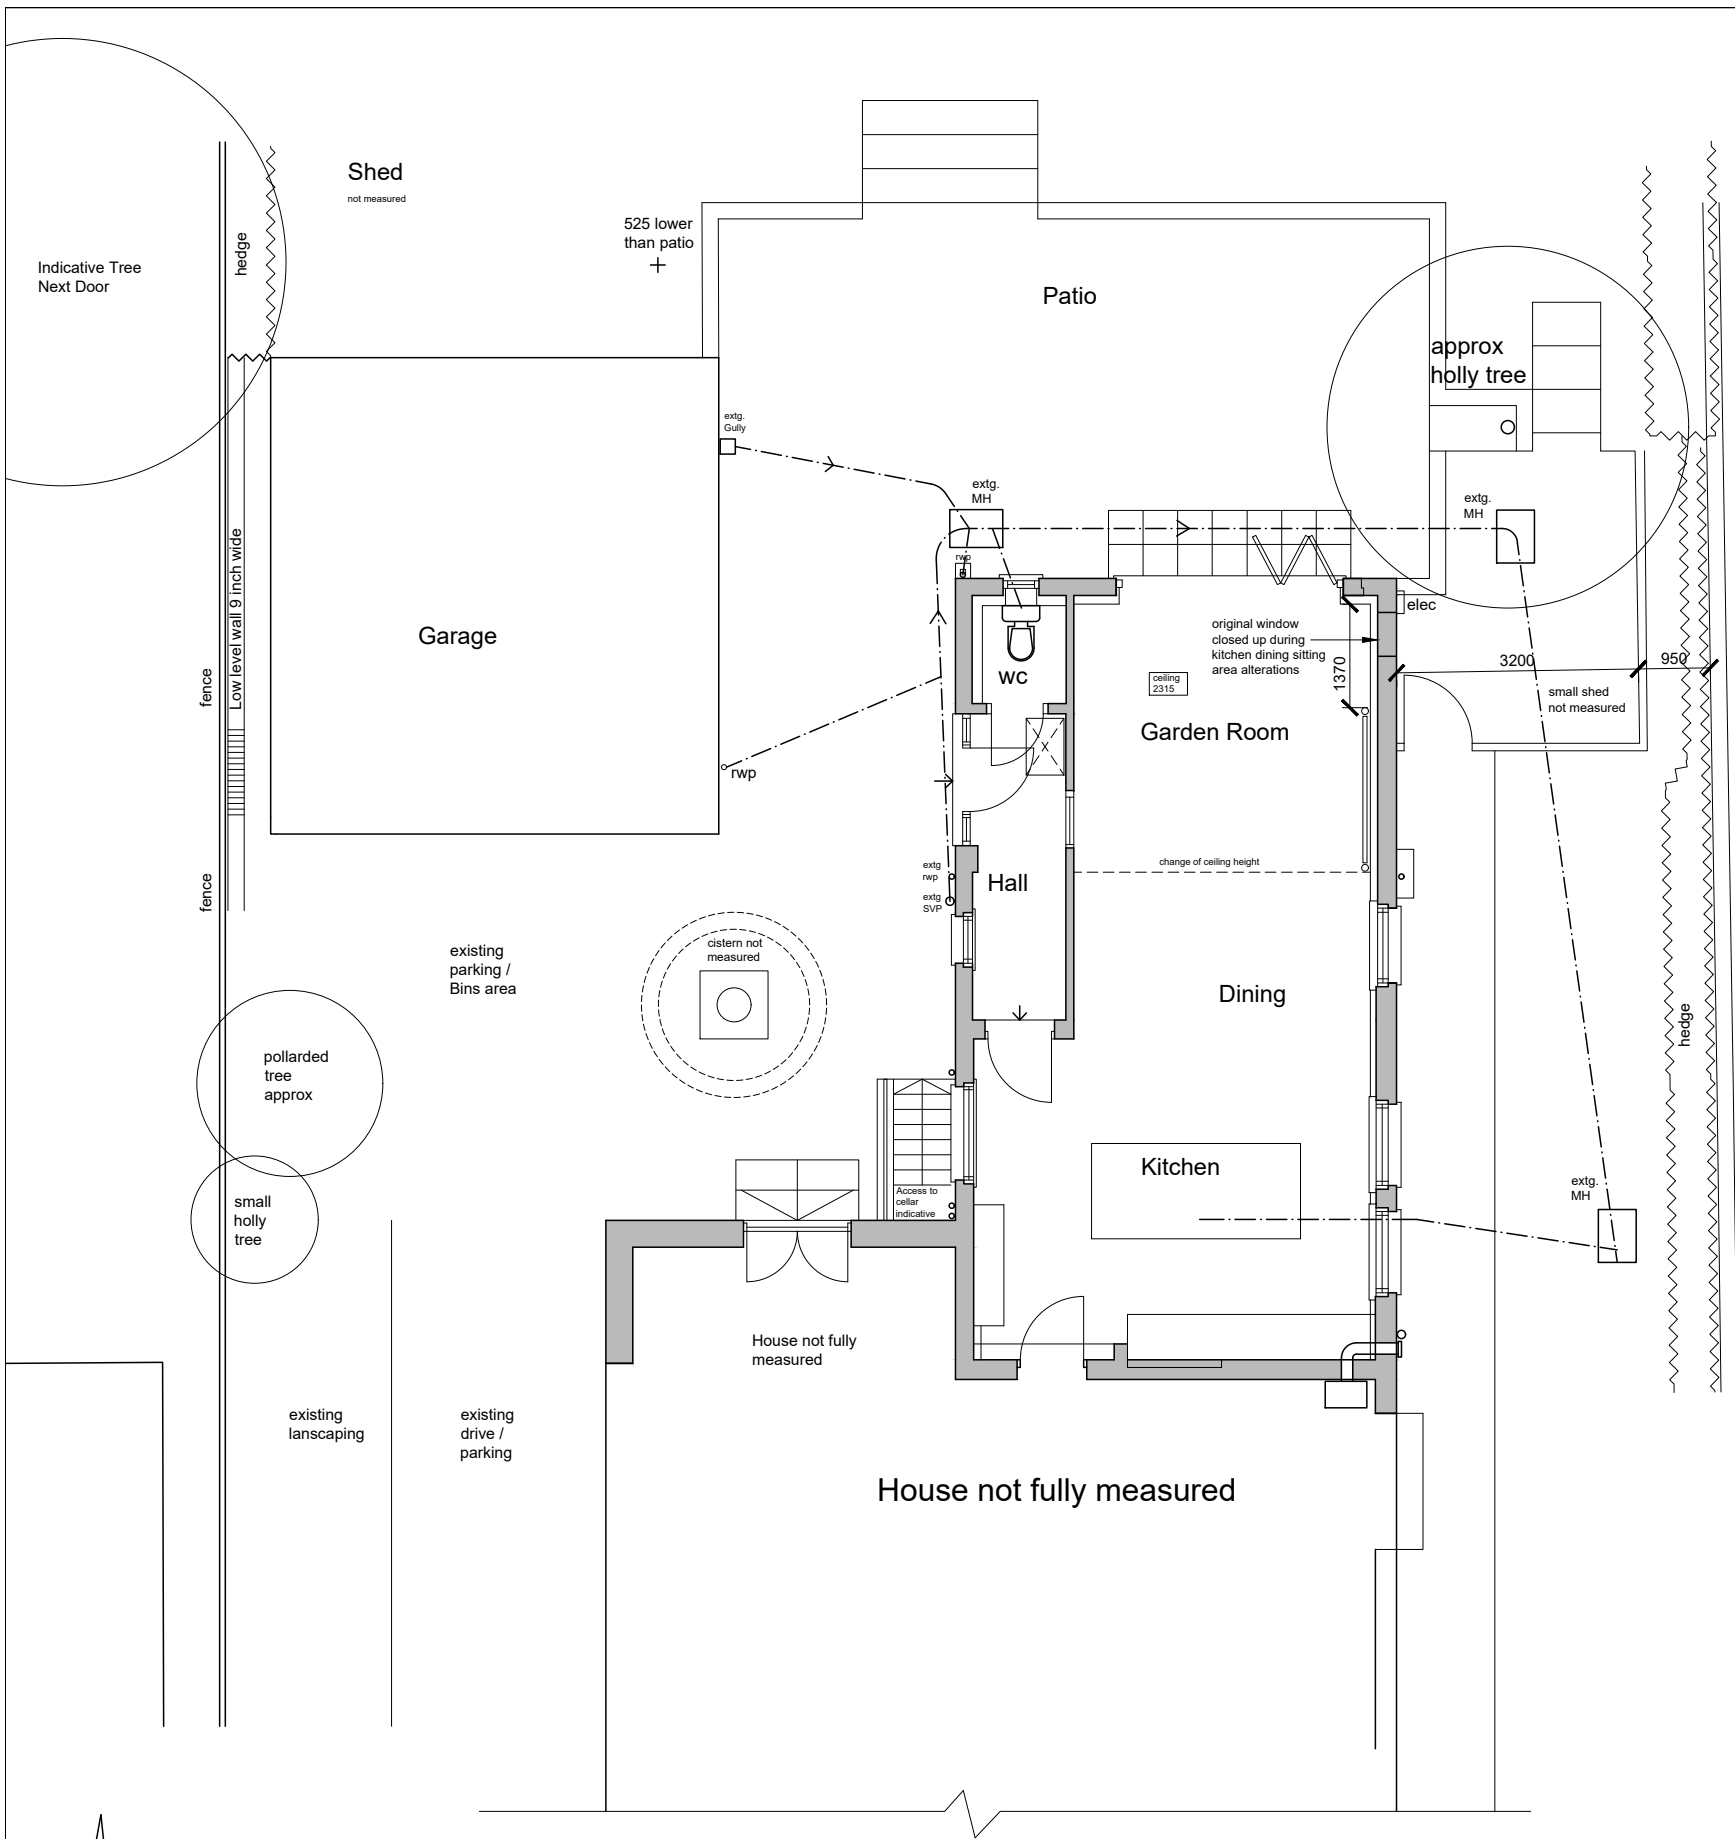 Shed
not measured
525 lower
than patio
hedge
Indicative Tree
Next Door
Patio
approx
holly tree
extg.
Gully
extg.
MH
extg.
MH
rwp
Low level wall 9 inch wide
fence
Garage
elec
original window
closed up during
kitchen dining sitting
area alterations
1370
3200
950
wc
ceiling
2315
small shed
not measured
Garden Room
rwp
change of ceiling height
extg
rwp
extg
SVP
Hall
fence
existing
parking /
Bins area
cistern not
measured
Dining
hedge
pollarded
tree
approx
Kitchen
small
holly
tree
Access to
cellar
indicative
extg.
MH
House not fully
measured
existing
lanscaping
existing
drive /
parking
House not fully measured